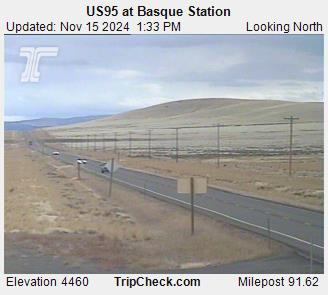 US95 at Basque Station
Updated: Nov 15 2024 1:33 PM Looking North
Elevation 4460 TripCheck.com Milepost 91.62